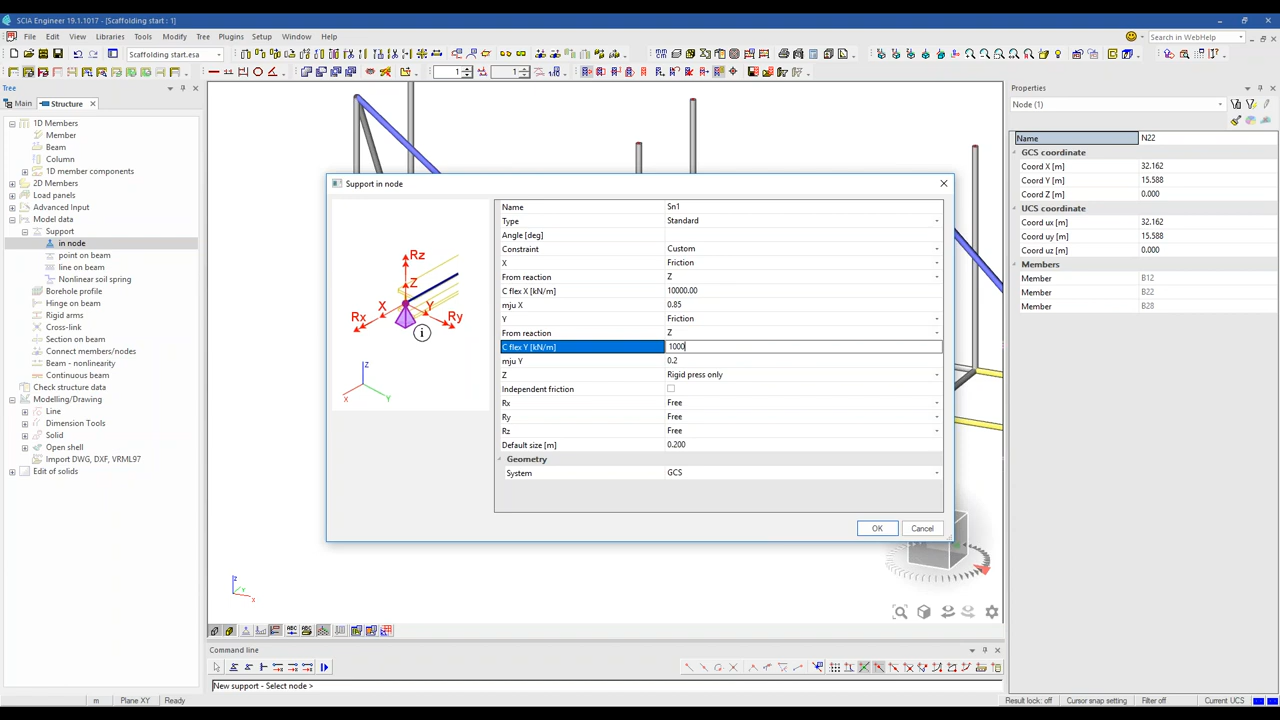 SCIA Engineer 19.1.1017 - [Scaffolding start : 1]
File Edit View Libraries Tools Modify Tree Plugins Setup Window Help
Search in WebHelp
Scaffolding start.esa
1
1
Tree
Main Structure
1D Members
Member
Beam
Column
1D member components
2D Members
Load panels
Advanced Input
Model data
Support
in node
point on beam
line on beam
Nonlinear soil spring
Borehole profile
Hinge on beam
Rigid arms
Cross-link
Beam - nonlinearity
Connect members/nodes
Continuous beam
Check structure data
Modelling/Drawing
Line
Dimension Tools
Solid
Open shell
Import DWG, DXF, VRML97
Edit of solids
Support in node
Rz
Z
X
Y
Rx
Ry
Z
X
Y
Name Sn1
Type Standard
Angle [deg]
Constraint Custom
X Friction
From reaction Z
C flex X [kN/m] 10000.00
mju X 0.85
Y Friction
From reaction Z
C flex Y [kN/m] 1000
mju Y 0.2
Z Rigid press only
Independent friction
Rx Free
Ry Free
Rz Free
Default size [m] 0.200
Geometry
System GCS
OK Cancel
Properties
Node (1)
Name N22
GCS coordinate
Coord X [m] 32.162
Coord Y [m] 15.588
Coord Z [m] 0.000
UCS coordinate
Coord ux [m] 32.162
Coord uy [m] 15.588
Coord uz [m] 0.000
Members
Member B12
Member B22
Member B28
Z
Y
X
Command line
New support - Select node >
m Plane XY Ready
Result lock: off Cursor snap setting Filter off Current UCS